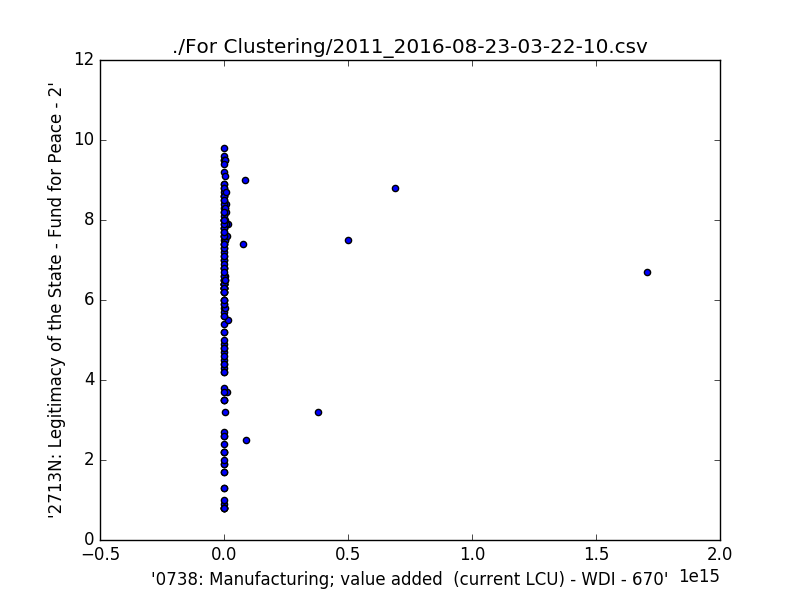 ./For Clustering/2011_2016-08-23-03-22-10.csv
12
10
8
6
4
2
0
'2713N: Legitimacy of the State - Fund for Peace - 2'
−0.5 0.0 0.5 1.0 1.5 2.0
1e15
'0738: Manufacturing; value added  (current LCU) - WDI - 670'